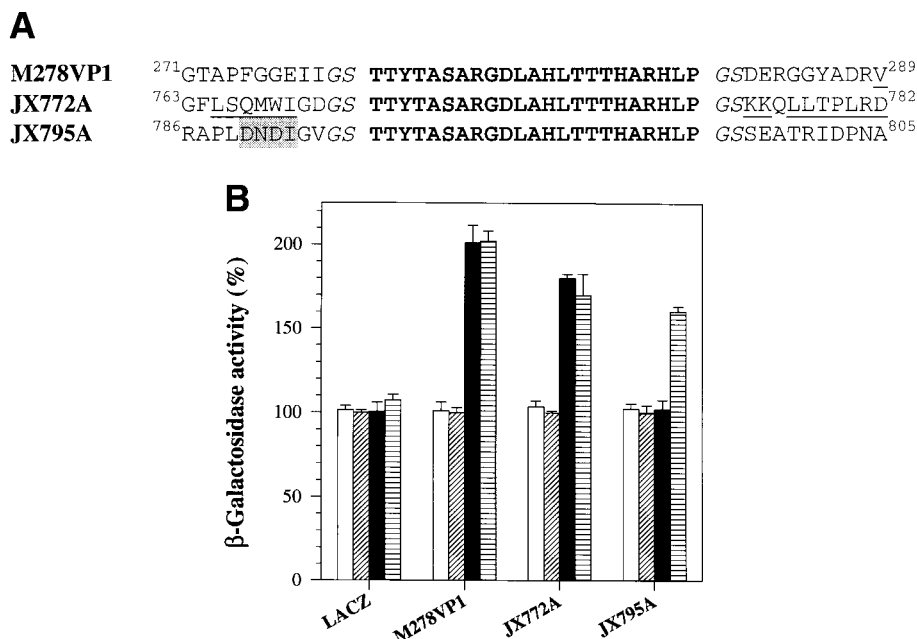 A
M278VP1 271GTAPFGGEIIGS TTYTASARGDLAHLTTTHARHLP GSDERGGYADRV289
JX772A 763GFLSQMWIGDGS TTYTASARGDLAHLTTTHARHLP GSKKQLLTPLRD782
JX795A 786RAPLDNDIGVGS TTYTASARGDLAHLTTTHARHLP GSSEATRIDPNA805
B
β-Galactosidase activity (%)
200
150
100
50
0
LACZ
M278VP1
JX772A
JX795A